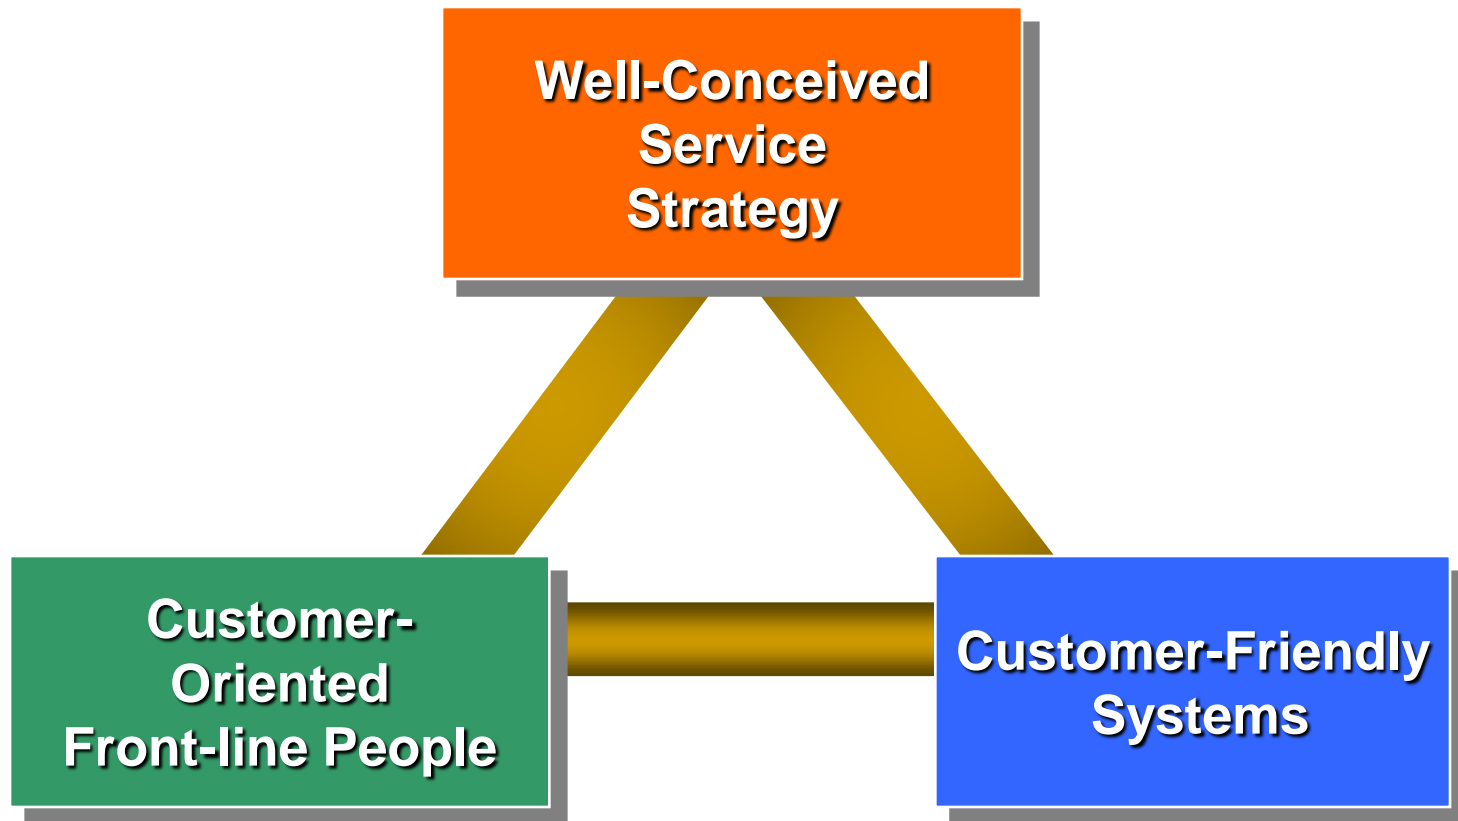 Well-Conceived
Service
Strategy
Customer-
Oriented
Front-line People
Customer-Friendly
Systems